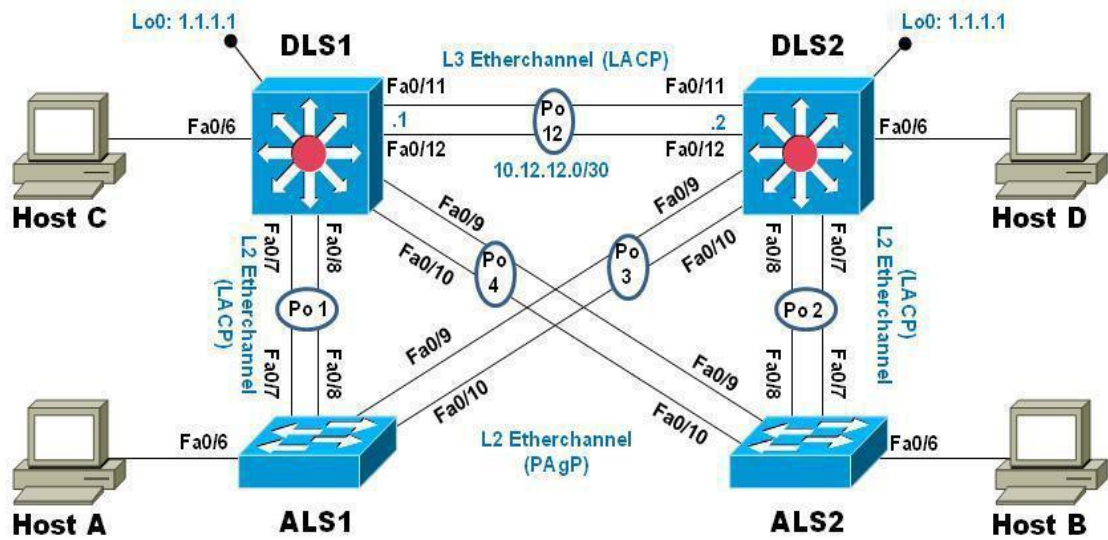 Lo0: 1.1.1.1
Lo0: 1.1.1.1
DLS1
DLS2
L3 Etherchannel (LACP)
Fa0/11
Fa0/11
Fa0/6
.1
Po
12
.2
Fa0/6
Fa0/12
Fa0/12
10.12.12.0/30
Host C
Host D
Fa0/9
Fa0/9
Fa0/10
Fa0/10
Fa0/7
Fa0/8
Fa0/8
Fa0/7
L2 Etherchannel
(LACP)
Po
4
Po
3
L2 Etherchannel
(LACP)
Po 1
Po 2
Fa0/7
Fa0/8
Fa0/9
Fa0/10
Fa0/9
Fa0/10
Fa0/8
Fa0/7
Fa0/6
L2 Etherchannel
(PAgP)
Fa0/6
Host A
ALS1
ALS2
Host B